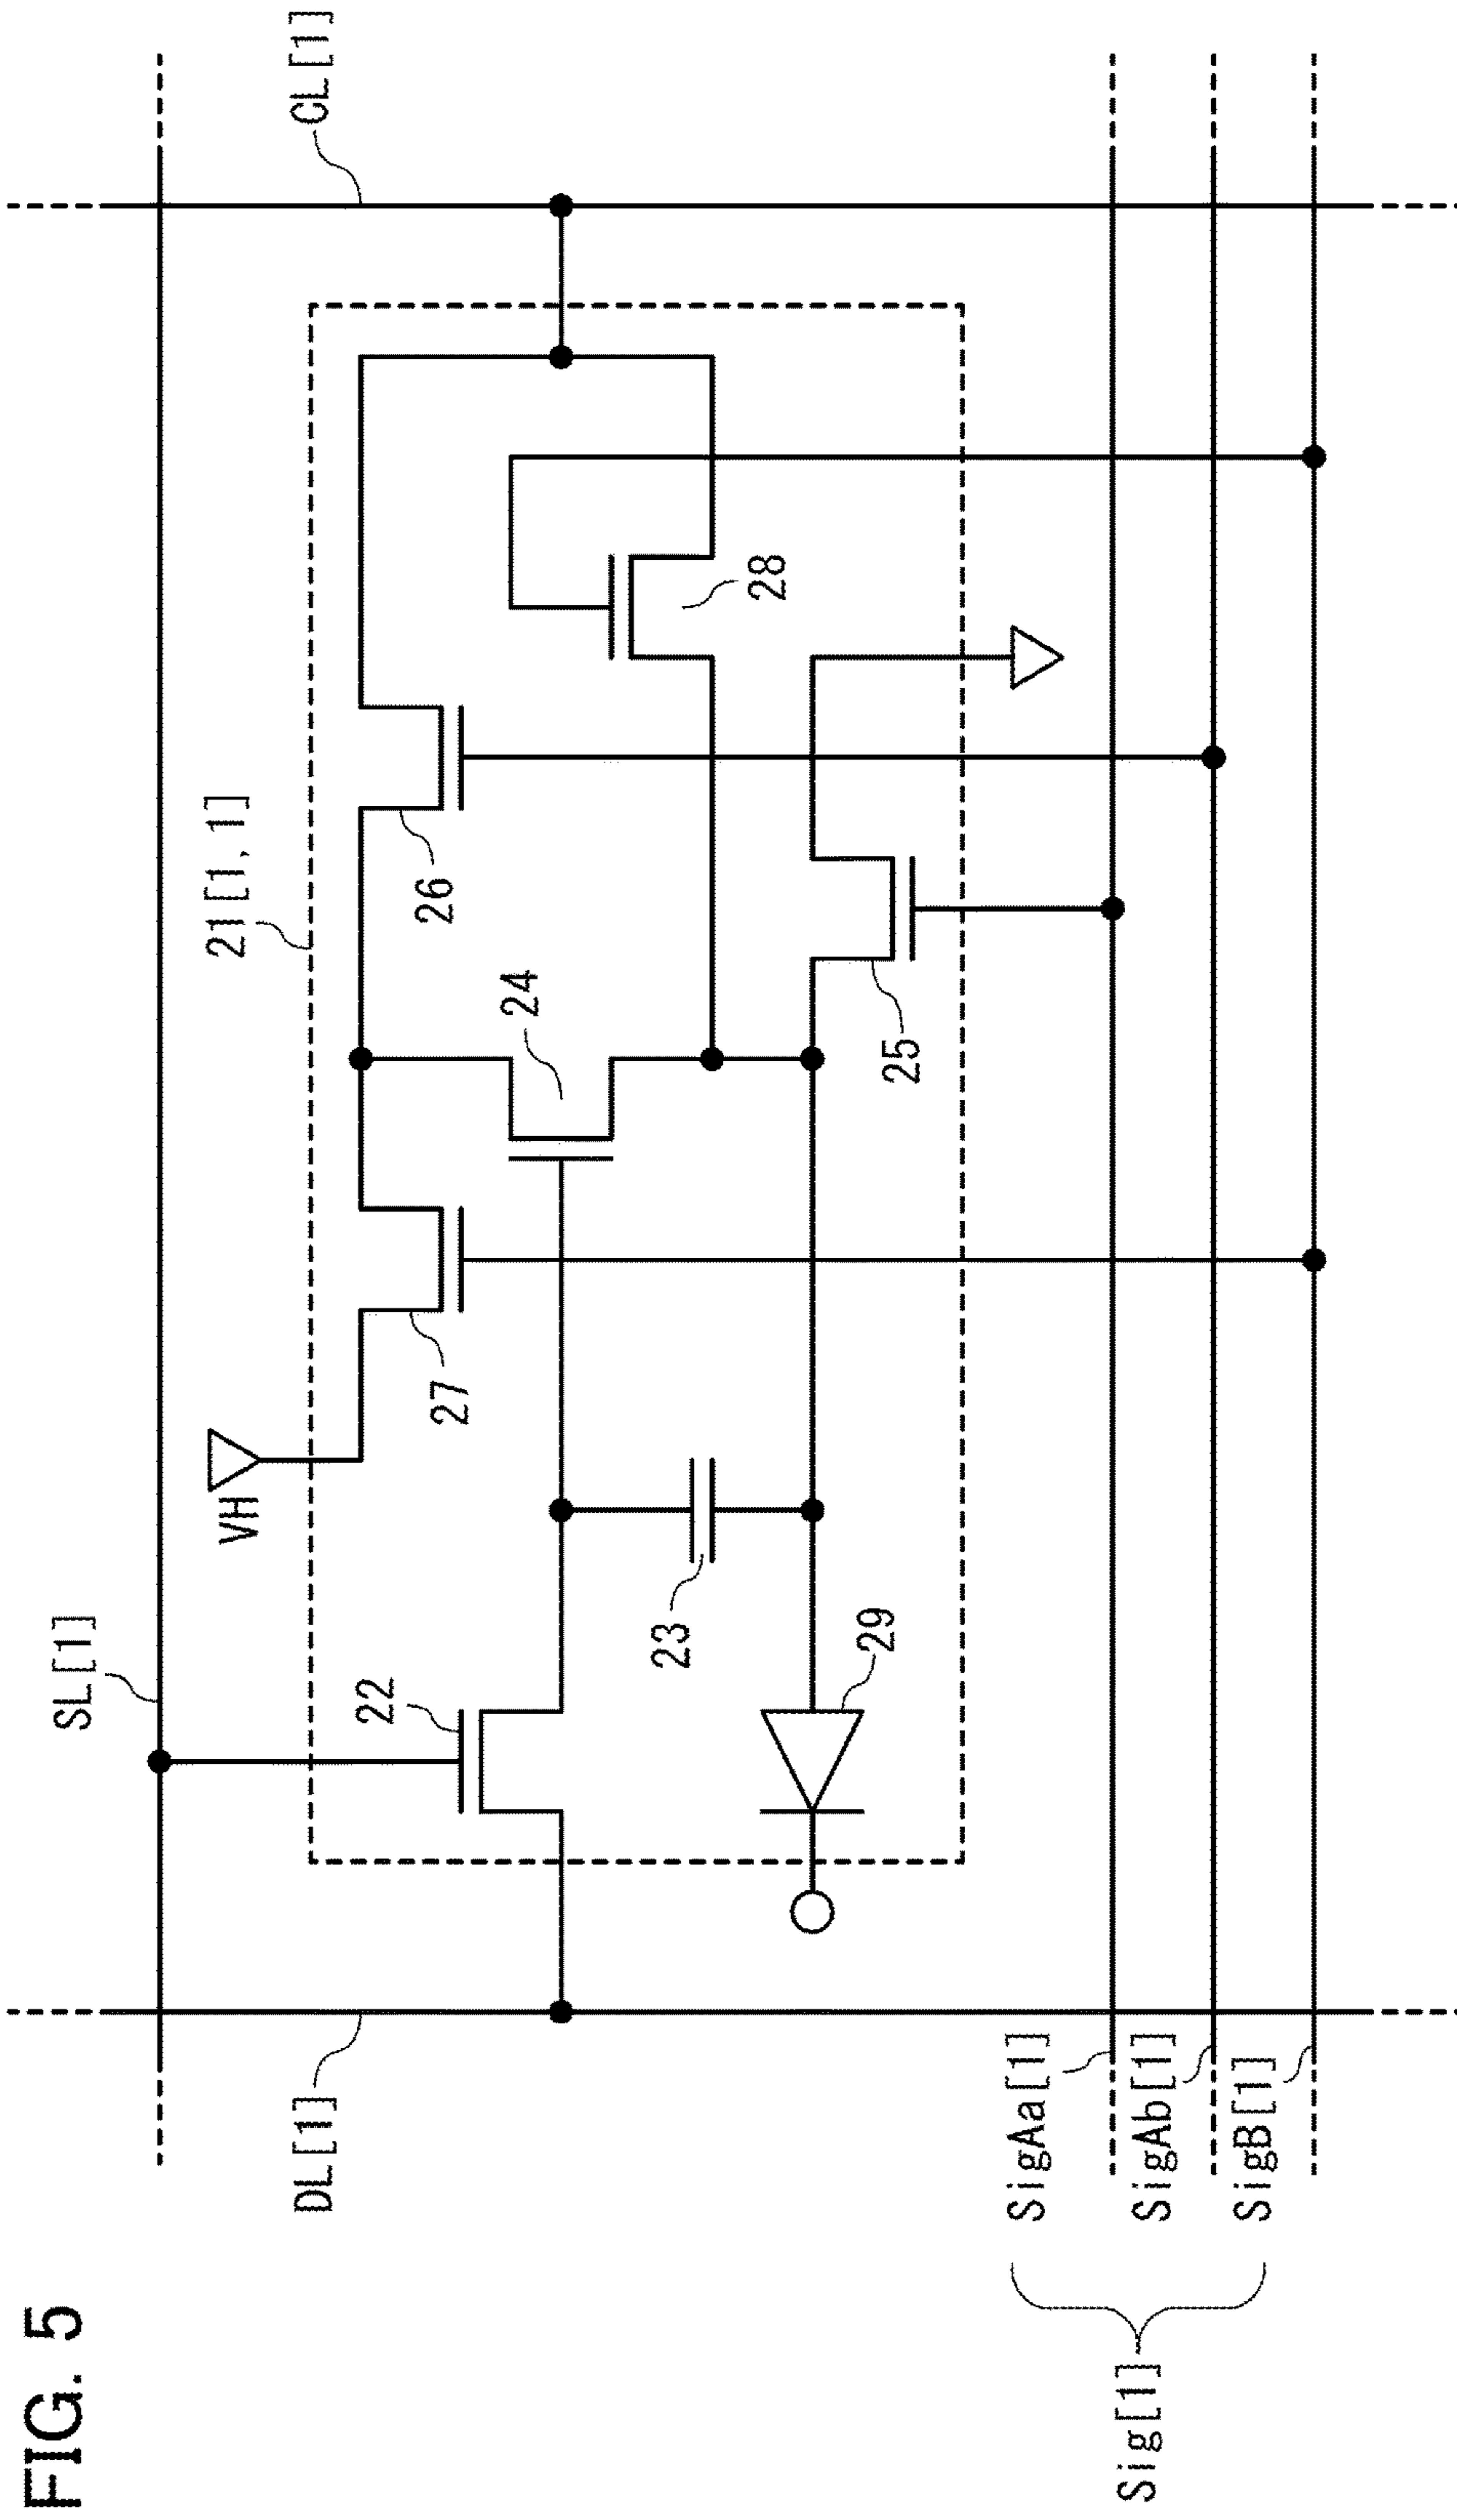 FIG. 5
SL[1]
VH
21[1,1]
CL[1]
DL[1]
22
27
26
24
28
23
25
29
SigAa[1]
SigAb[1]
SigB[1]
Sig[1]